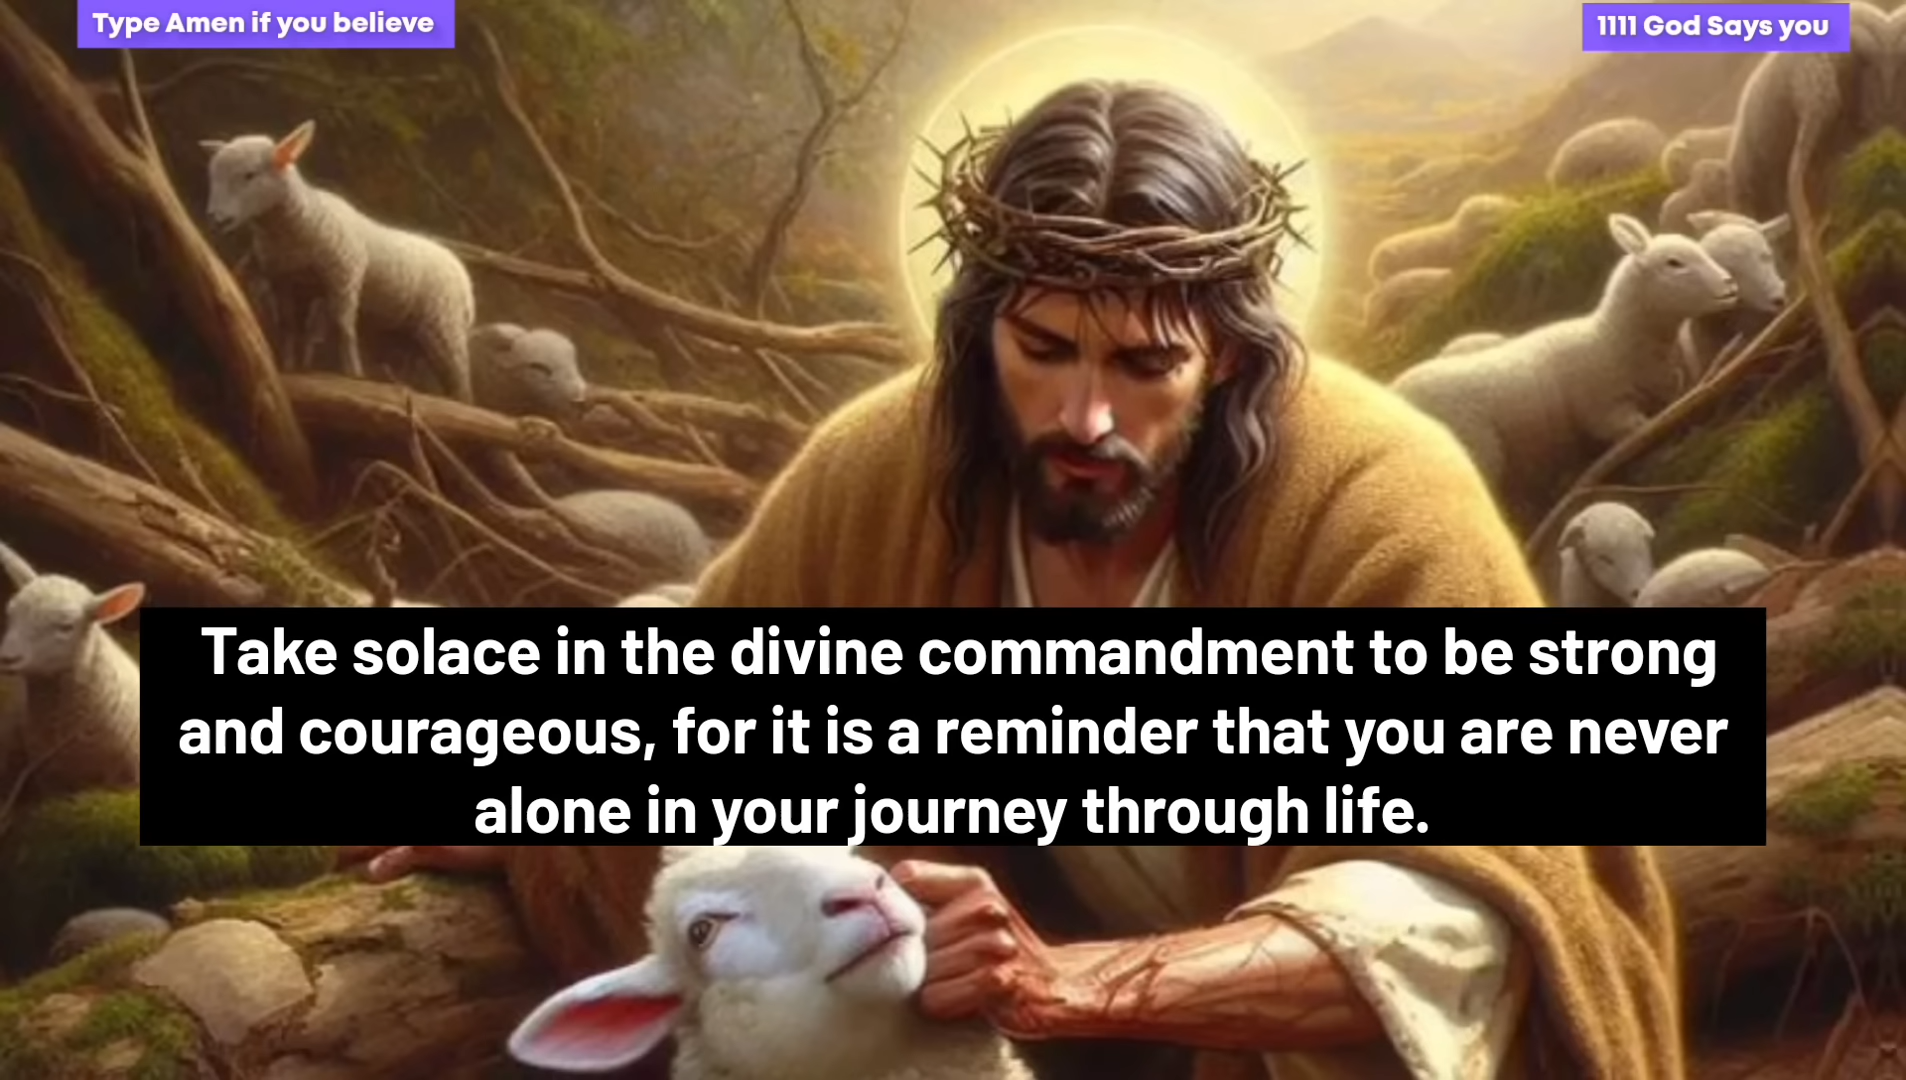 Type Amen if you believe
1111 God Says you
Take solace in the divine commandment to be strong
and courageous, for it is a reminder that you are never
alone in your journey through life.